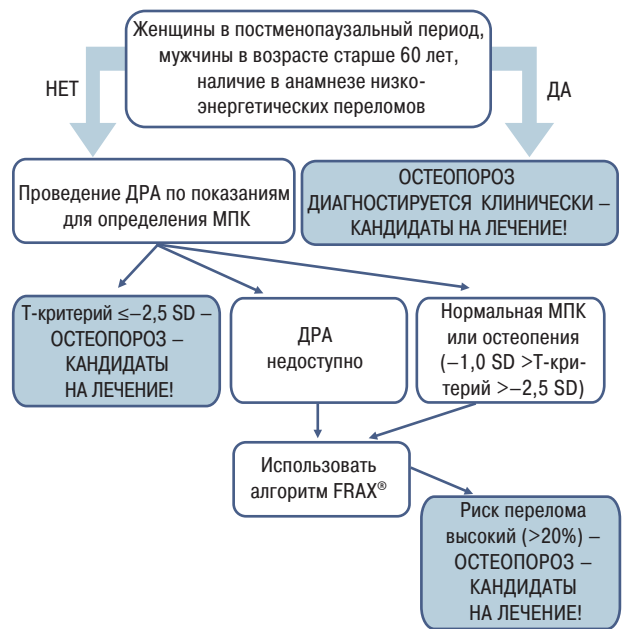 Женщины в постменопаузальный период,
мужчины в возрасте старше 60 лет,
наличие в анамнезе низко-
энергетических переломов
НЕТ
ДА
Проведение ДРА по показаниям
для определения МПК
ОСТЕОПОРОЗ
ДИАГНОСТИРУЕТСЯ КЛИНИЧЕСКИ –
КАНДИДАТЫ НА ЛЕЧЕНИЕ!
Т-критерий ≤–2,5 SD –
ОСТЕОПОРОЗ –
КАНДИДАТЫ
НА ЛЕЧЕНИЕ!
ДРА
недоступно
Нормальная МПК
или остеопения
(–1,0 SD >Т-кри-
терий >–2,5 SD)
Использовать
алгоритм FRAX®
Риск перелома
высокий (>20%) –
ОСТЕОПОРОЗ –
КАНДИДАТЫ
НА ЛЕЧЕНИЕ!